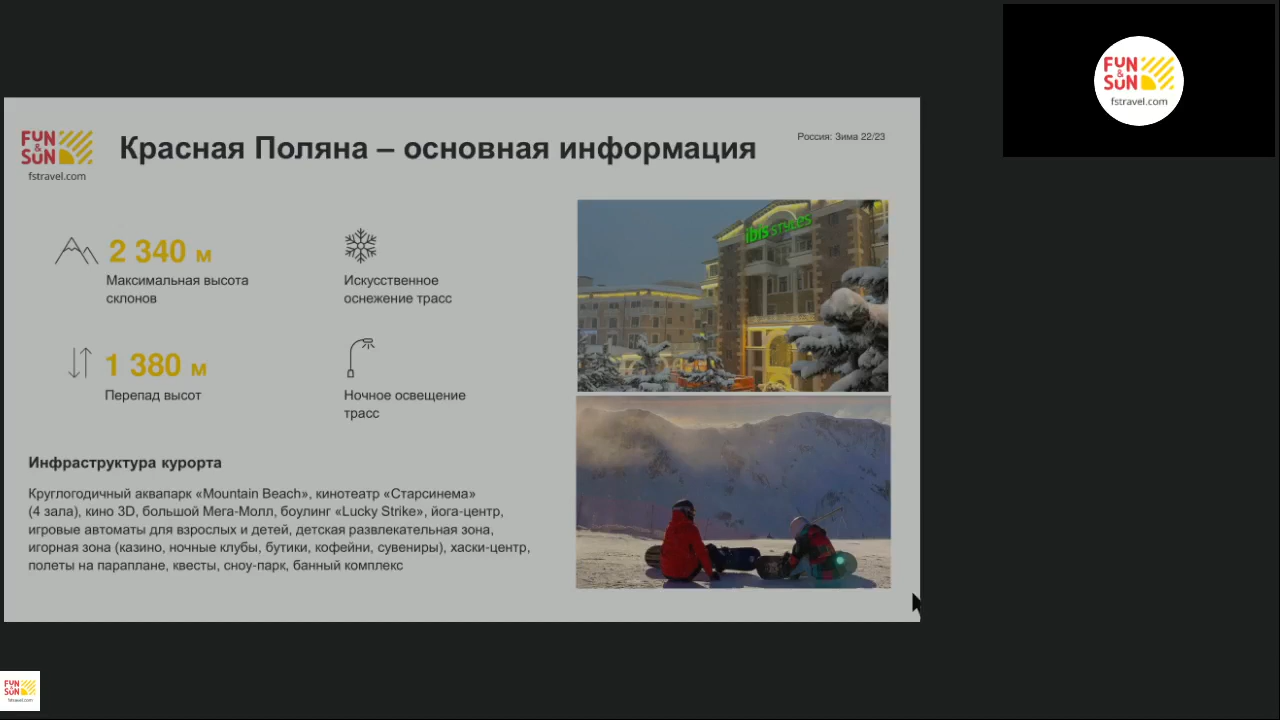 FUN
&
SUN
fstravel.com
FUN
&
SUN
fstravel.com
Красная Поляна – основная информация
Россия: Зима 22/23
2 340 м
Максимальная высота
склонов
Искусственное
оснежение трасс
1 380 м
Перепад высот
Ночное освещение
трасс
ibis STYLES
Инфраструктура курорта
Круглогодичный аквапарк «Mountain Beach», кинотеатр «Старсинема»
(4 зала), кино 3D, большой Мега-Молл, боулинг «Lucky Strike», йога-центр,
игровые автоматы для взрослых и детей, детская развлекательная зона,
игорная зона (казино, ночные клубы, бутики, кофейни, сувениры), хаски-центр,
полеты на параплане, квесты, сноу-парк, банный комплекс
FUN
&
SUN
fstravel.com